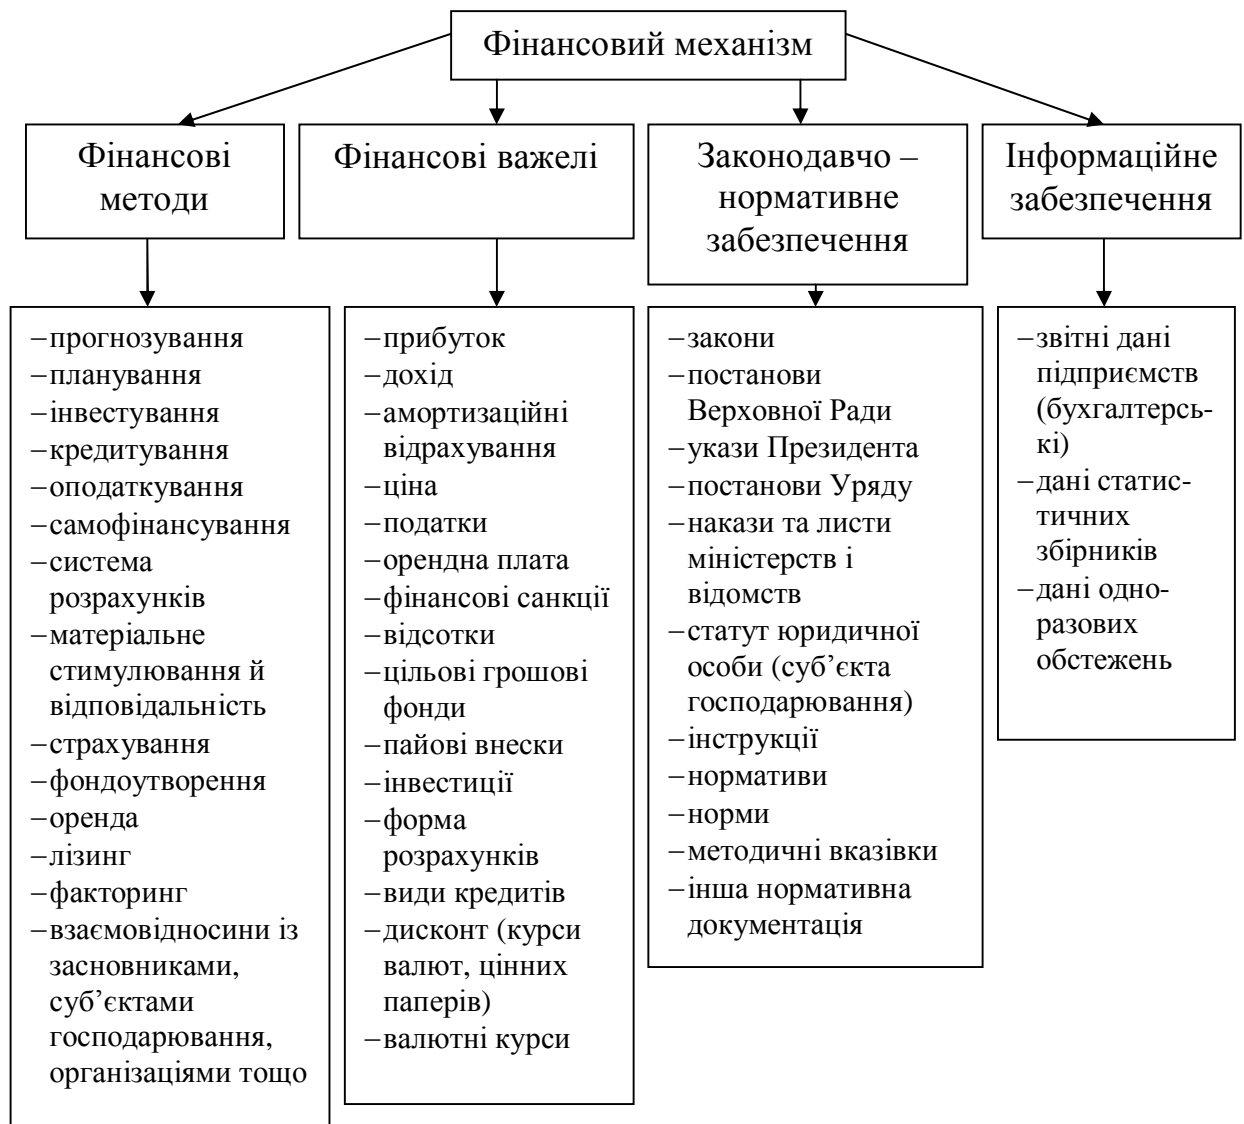 Фінансовий механізм
Фінансові
методи
Фінансові важелі
Законодавчо –
нормативне
забезпечення
Інформаційне
забезпечення
–прогнозування
–планування
–інвестування
–кредитування
–оподаткування
–самофінансування
–система
розрахунків
–матеріальне
стимулювання й
відповідальність
–страхування
–фондоутворення
–оренда
–лізинг
–факторинг
–взаємовідносини із
засновниками,
суб’єктами
господарювання,
організаціями тощо
–прибуток
–дохід
–амортизаційні
відрахування
–ціна
–податки
–орендна плата
–фінансові санкції
–відсотки
–цільові грошові
фонди
–пайові внески
–інвестиції
–форма
розрахунків
–види кредитів
–дисконт (курси
валют, цінних
паперів)
–валютні курси
–закони
–постанови
Верховної Ради
–укази Президента
–постанови Уряду
–накази та листи
міністерств і
відомств
–статут юридичної
особи (суб’єкта
господарювання)
–інструкції
–нормативи
–норми
–методичні вказівки
–інша нормативна
документація
–звітні дані
підприємств
(бухгалтерсь-
кі)
–дані статис-
тичних
збірників
–дані одно-
разових
обстежень